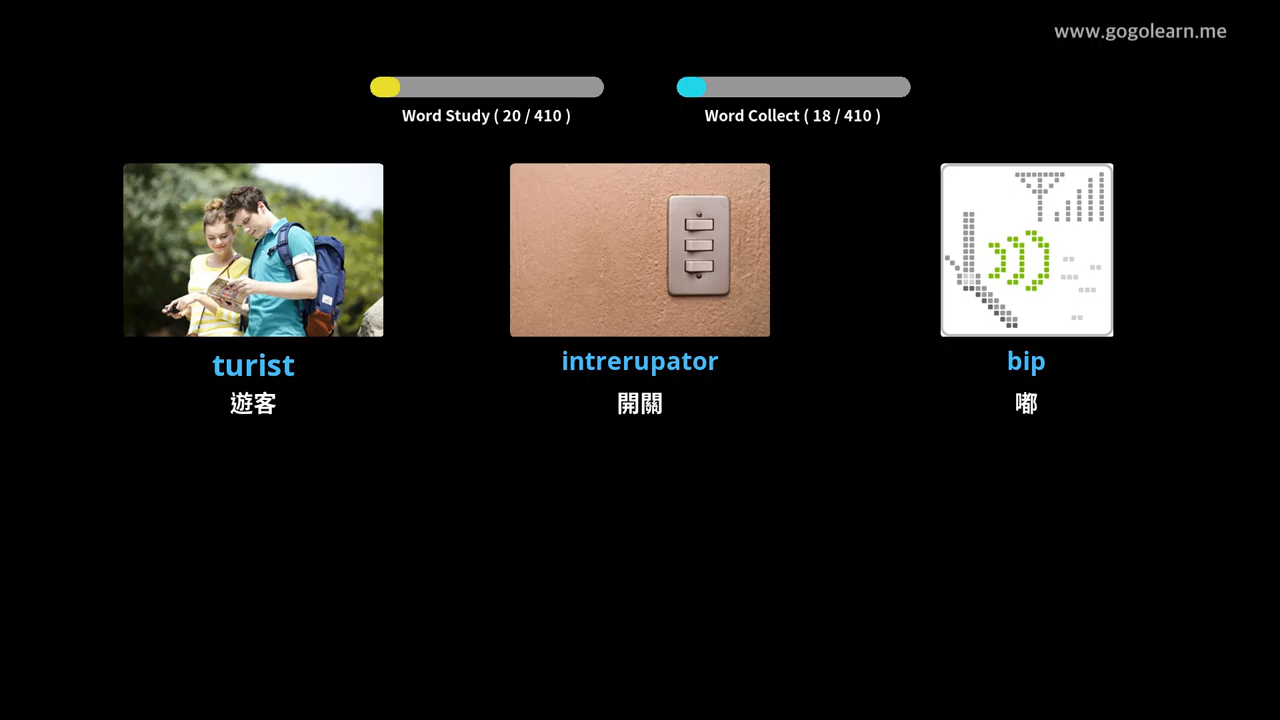 www.gogolearn.me
Word Study ( 20 / 410 )
Word Collect ( 18 / 410 )
turist
intrerupator
bip
遊客
開關
嘟